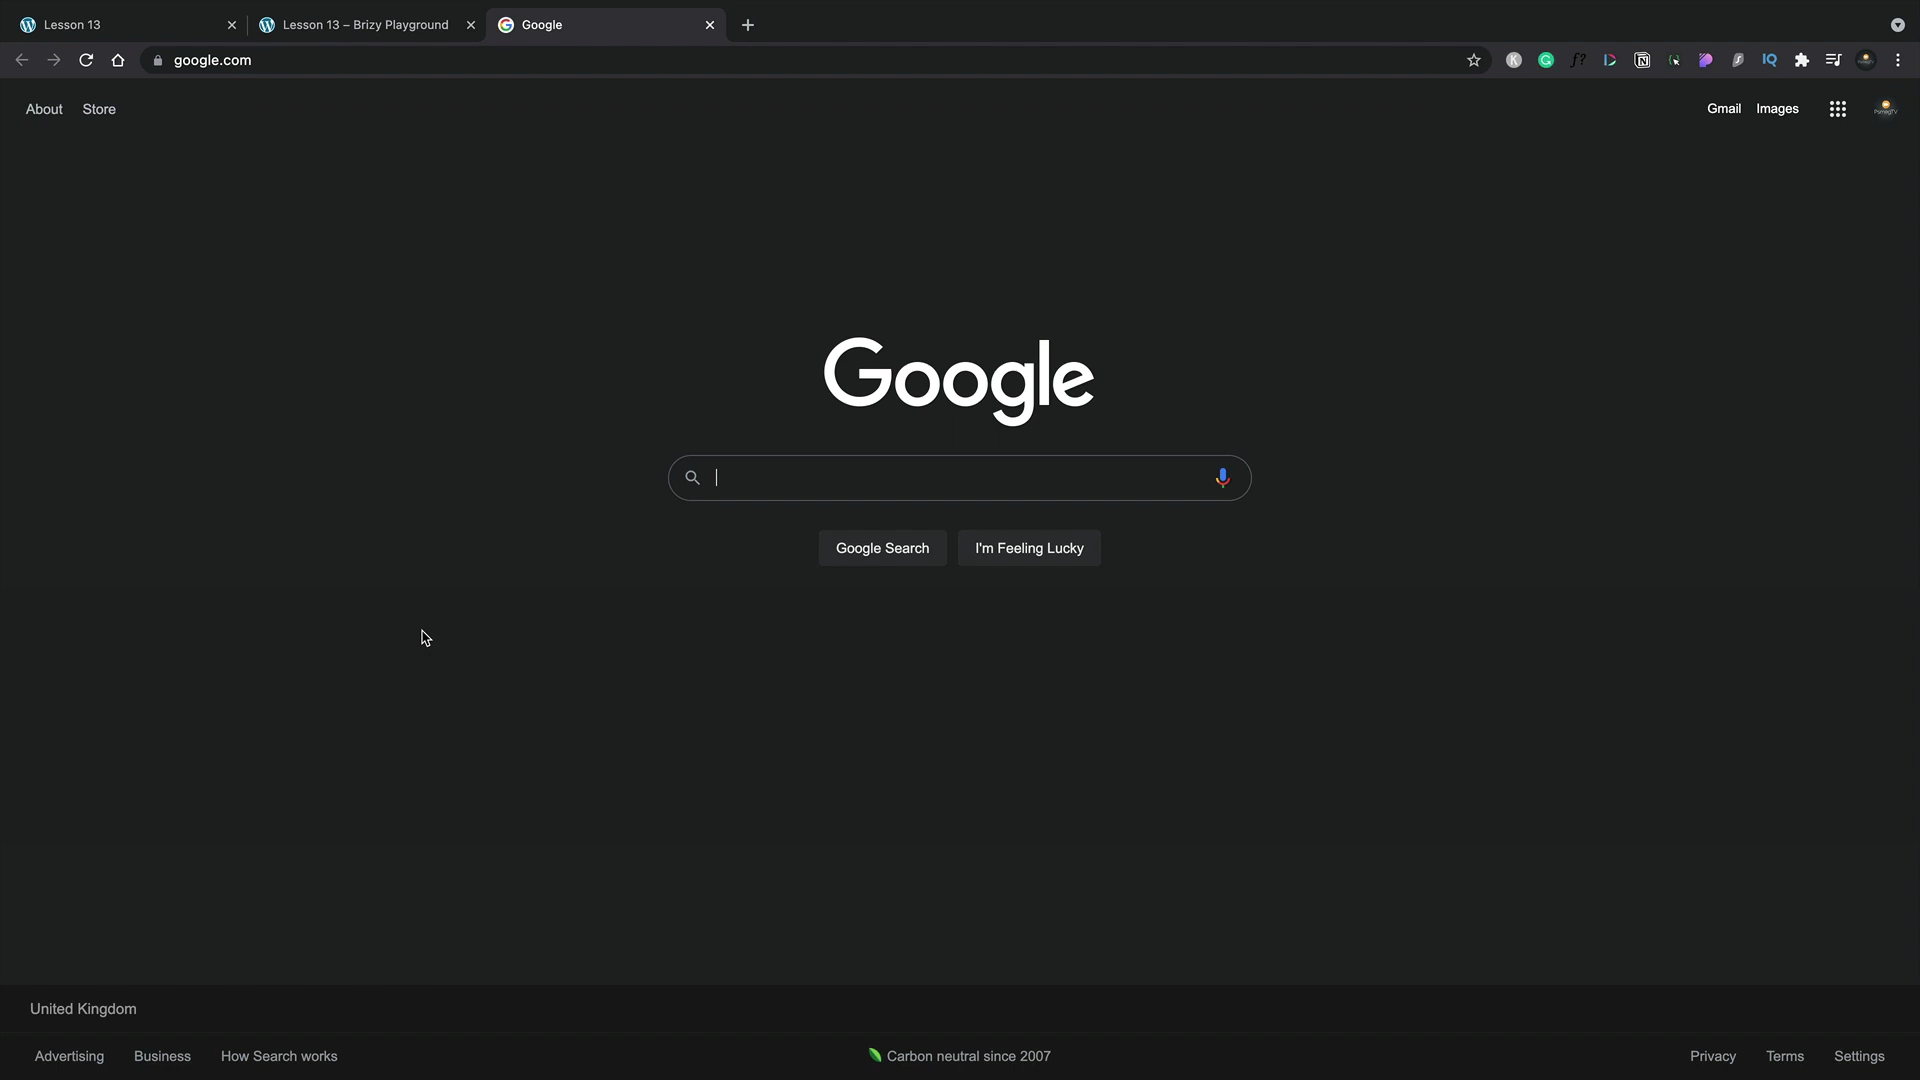 Lesson 13
Lesson 13 – Brizy Playground
Google
google.com
About Store
Gmail Images
Google
Google Search I'm Feeling Lucky
United Kingdom
Advertising Business How Search works
Carbon neutral since 2007
Privacy Terms Settings